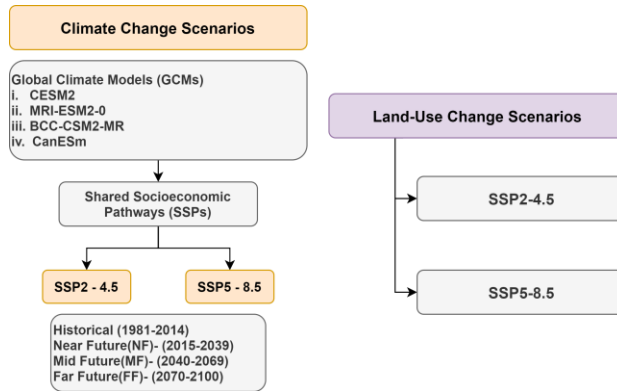 Climate Change Scenarios
Global Climate Models (GCMs)
i. CESM2
ii. MRI-ESM2-0
iii. BCC-CSM2-MR
iv. CanESm
Shared Socioeconomic
Pathways (SSPs)
SSP2 - 4.5
SSP5 - 8.5
Historical (1981-2014)
Near Future(NF)- (2015-2039)
Mid Future(MF)- (2040-2069)
Far Future(FF)- (2070-2100)
Land-Use Change Scenarios
SSP2-4.5
SSP5-8.5